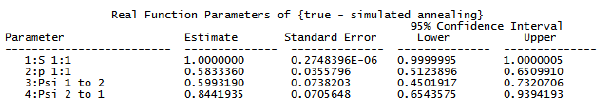 Real Function Parameters of {true - simulated annealing}
95% Confidence Interval
Parameter Estimate Standard Error Lower Upper
------------------------- -------------- -------------- -------------- --------------
1:S 1:1 1.0000000 0.2748396E-06 0.9999995 1.0000005
2:p 1:1 0.5833360 0.0355796 0.5123896 0.6509910
3:Psi 1 to 2 0.5993190 0.0738203 0.4501917 0.7320706
4:Psi 2 to 1 0.8441935 0.0705648 0.6543575 0.9394193